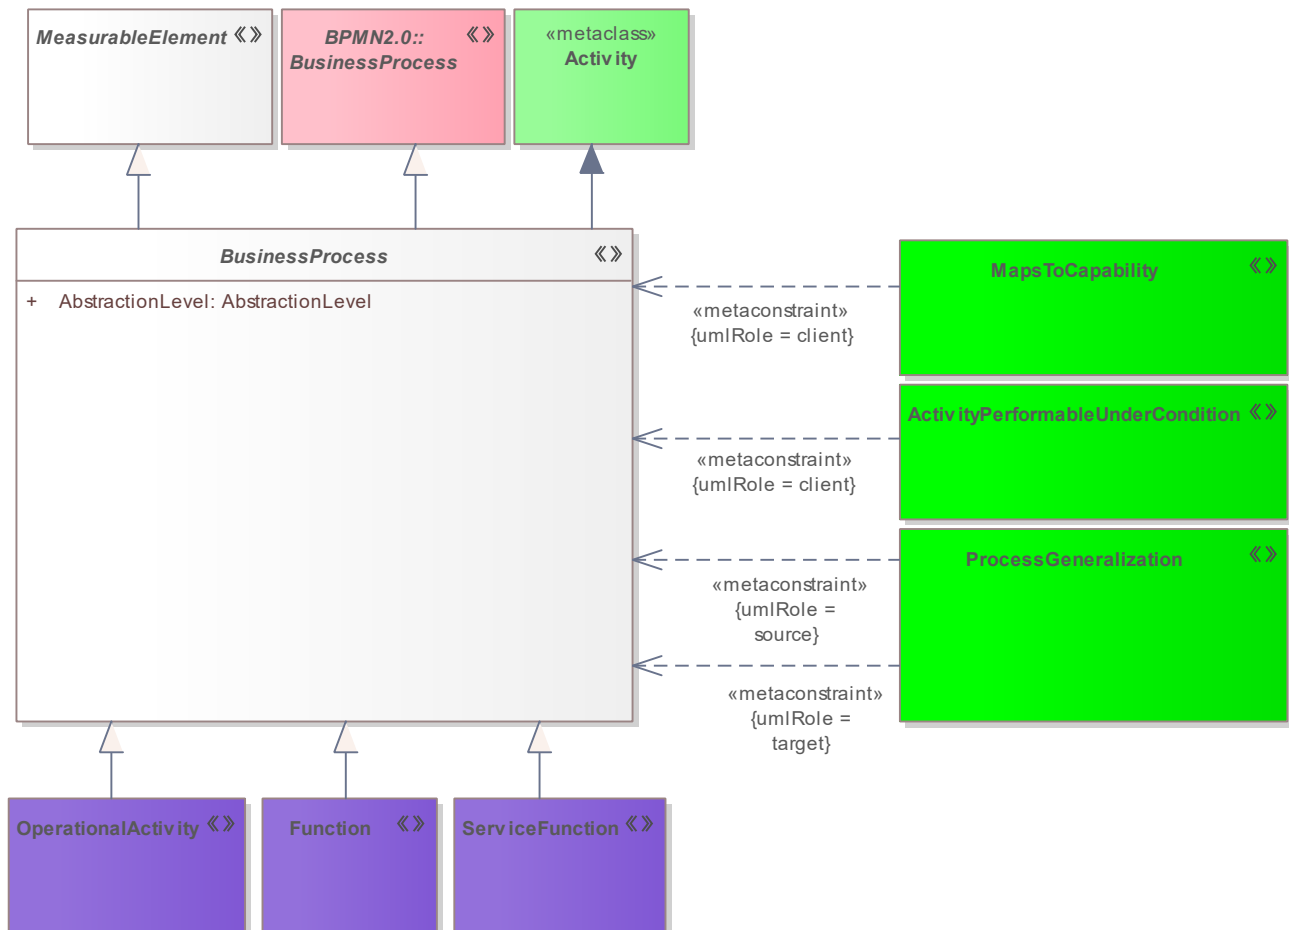 MeasurableElement «»
BPMN2.0:: «»
BusinessProcess
«metaclass»
Activity
BusinessProcess «»
+ AbstractionLevel: AbstractionLevel
MapsToCapability «»
«metaconstraint»
{umlRole = client}
ActivityPerformableUnderCondition «»
«metaconstraint»
{umlRole = client}
ProcessGeneralization «»
«metaconstraint»
{umlRole =
source}
«metaconstraint»
{umlRole =
target}
OperationalActivity «»
Function «»
ServiceFunction «»